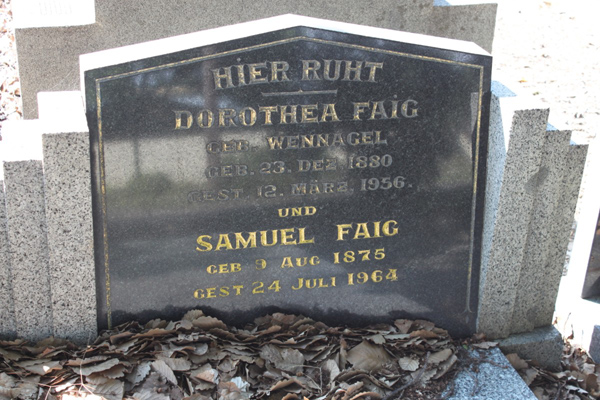 HIER RUHT
DOROTHEA FAIG
GEB. WENNAGEL
GEB. 23. DEZ. 1880
GEST. 12. MÄRZ. 1956.
UND
SAMUEL FAIG
GEB 9 AUG 1875
GEST 24 JULI 1964